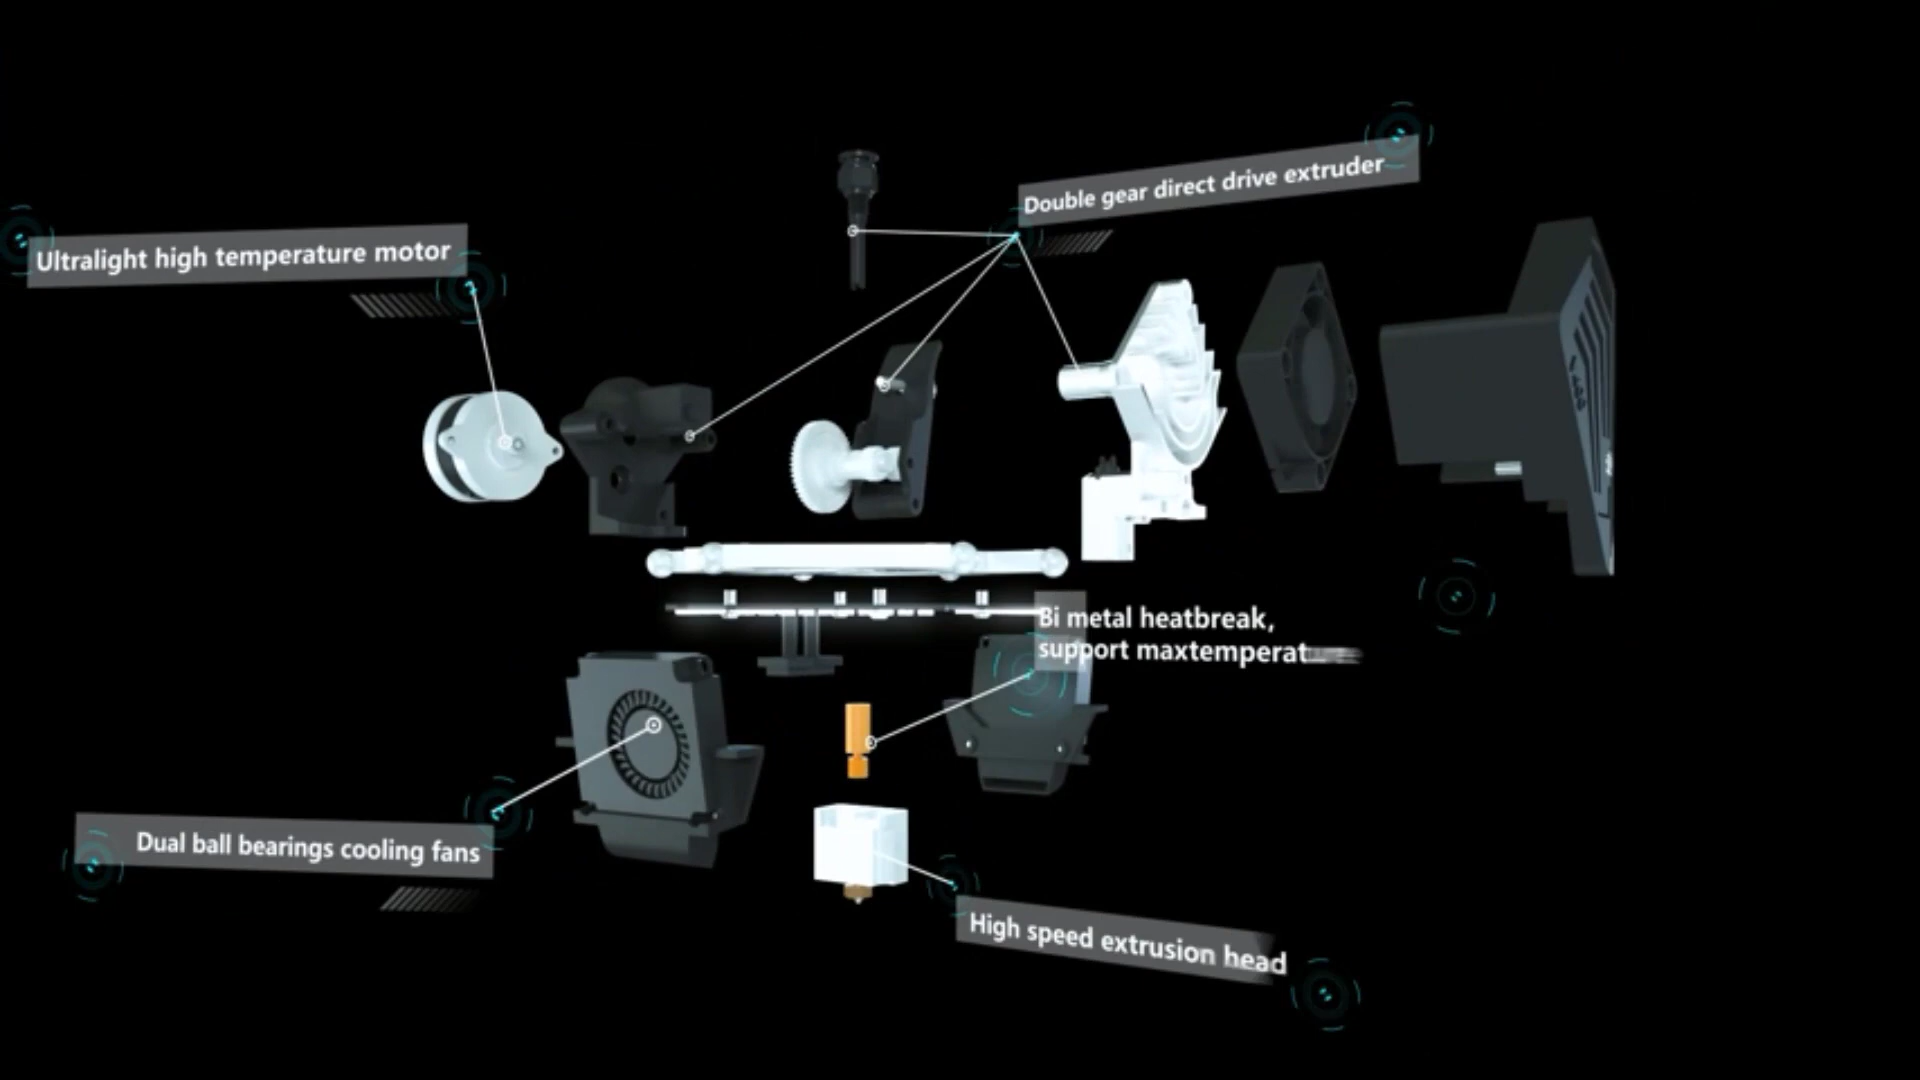 Double gear direct drive extruder
Ultralight high temperature motor
Bi metal heatbreak,
support maxtemperat
Dual ball bearings cooling fans
High speed extrusion head